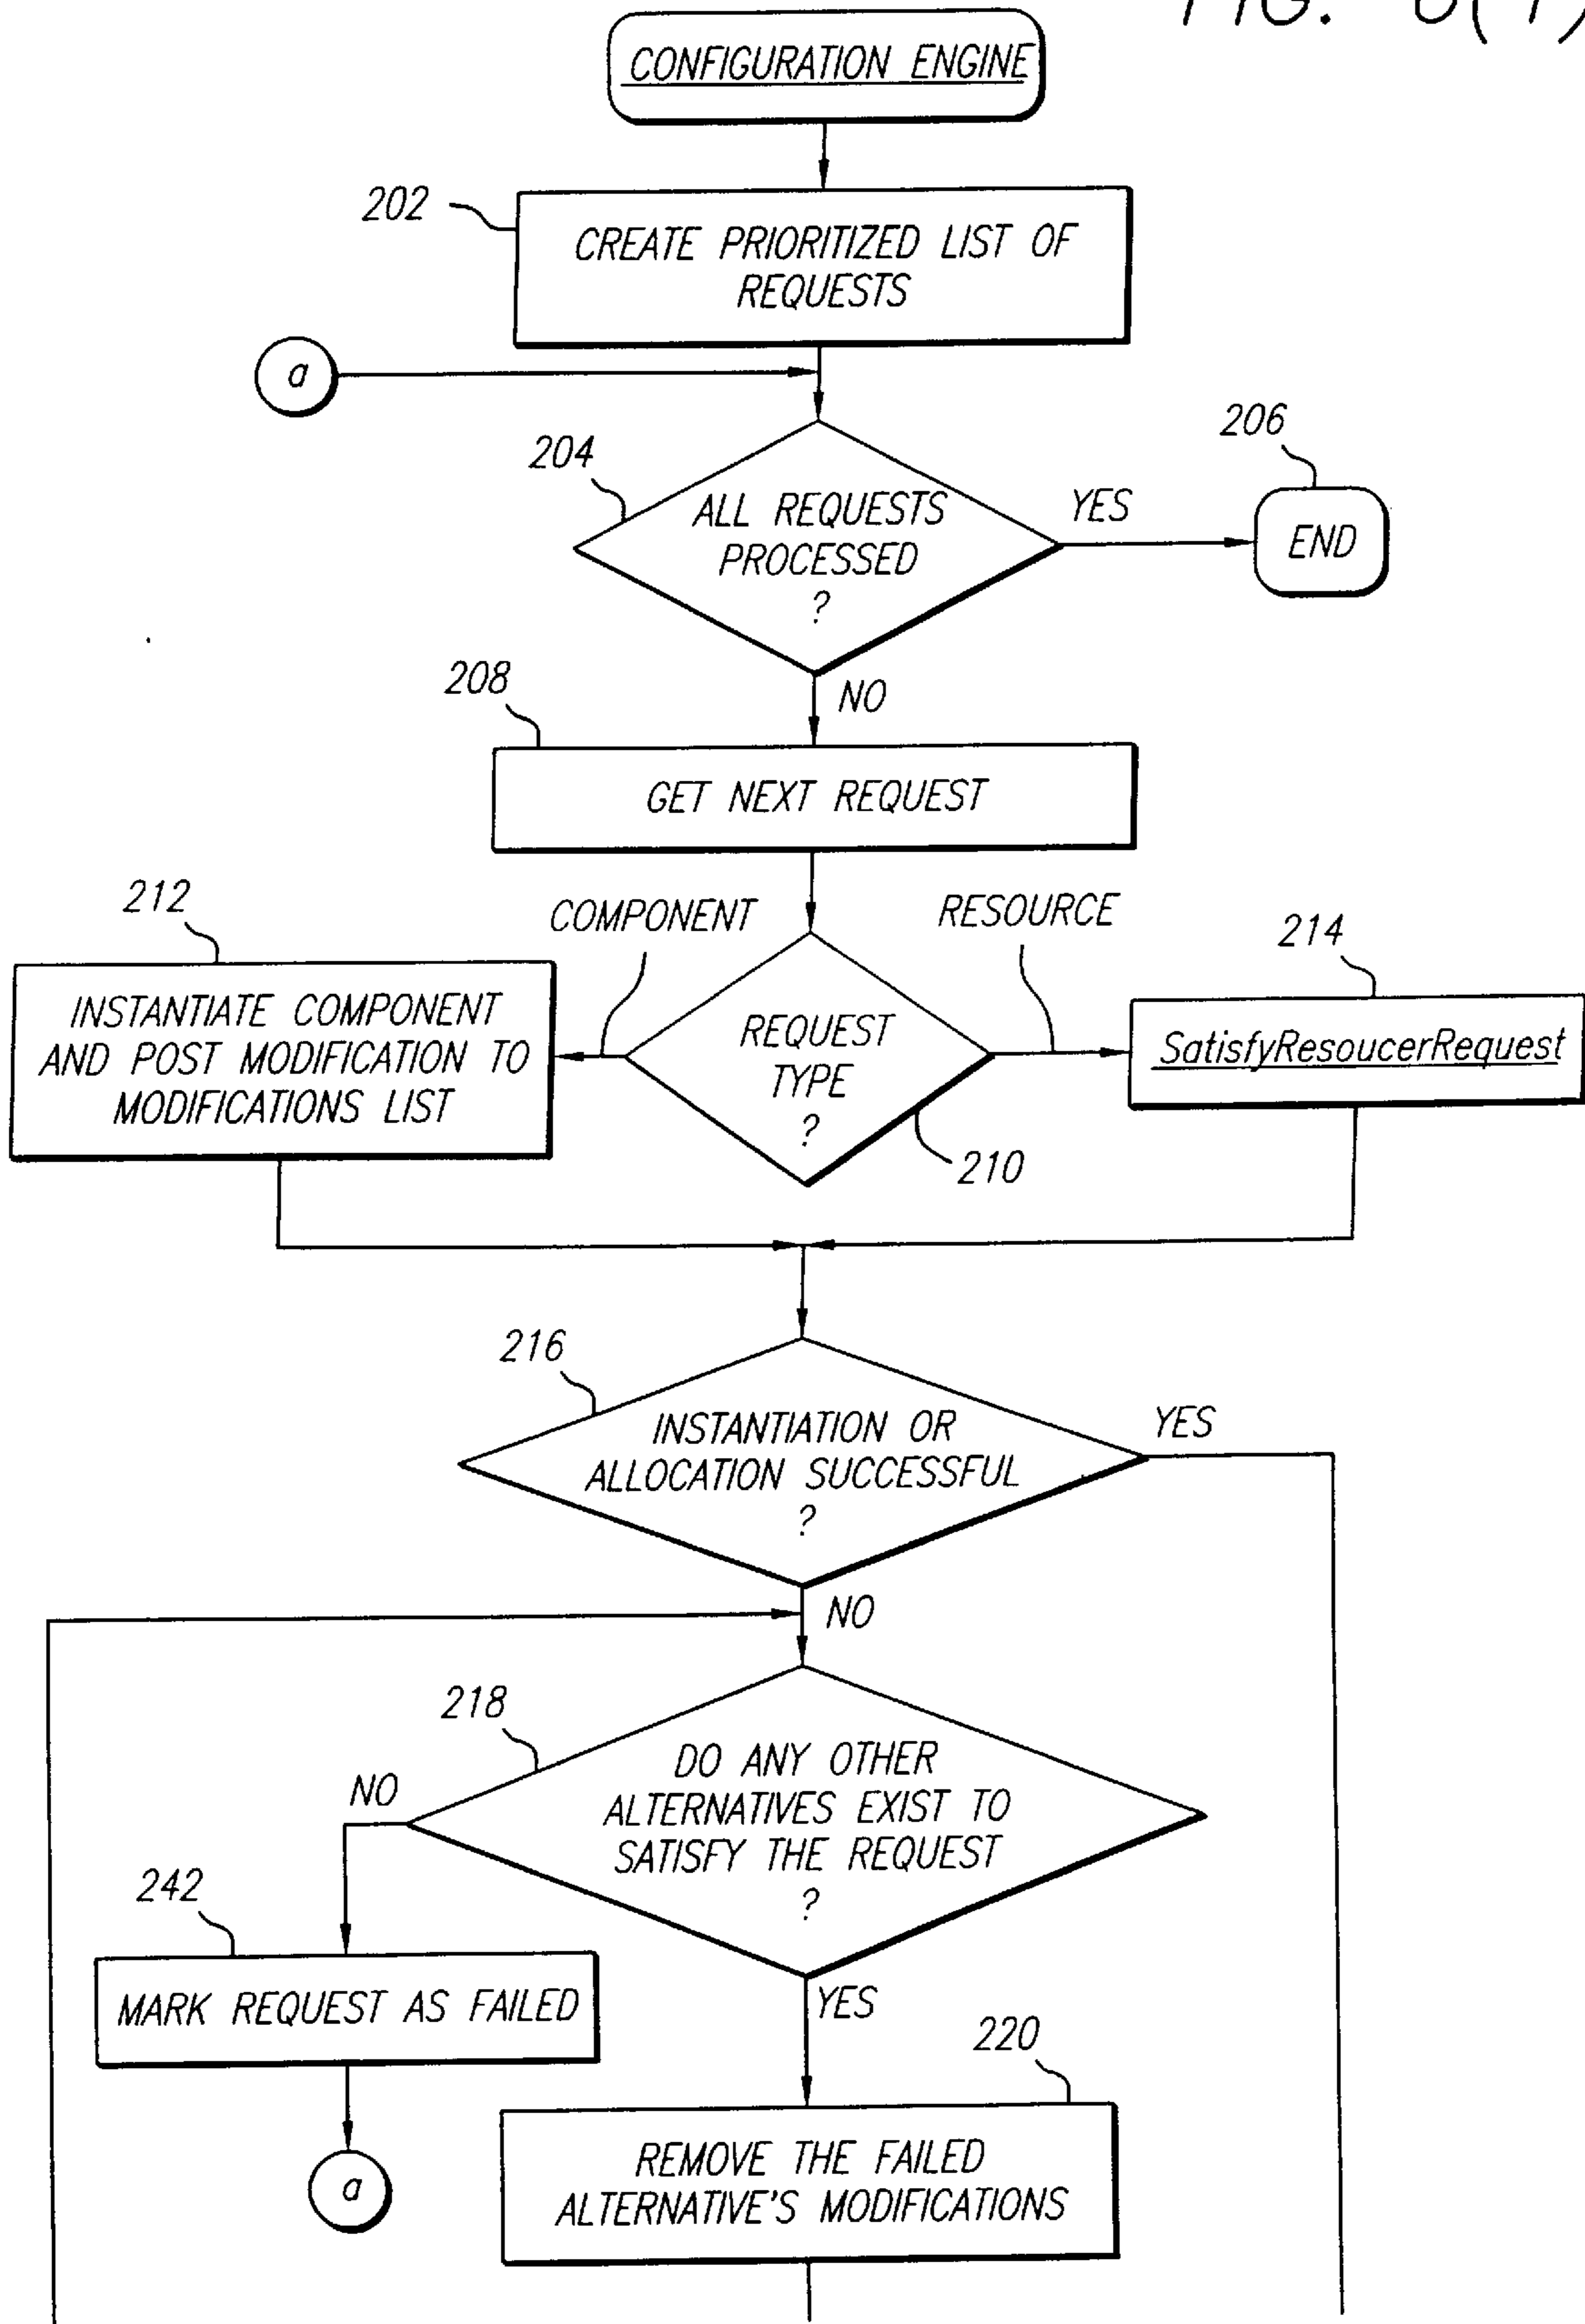 FIG.
CONFIGURATION ENGINE
202
CREATE PRIORITIZED LIST OF
REQUESTS
a
204
206
ALL REQUESTS
PROCESSED
?
YES
END
NO
208
GET NEXT REQUEST
212
COMPONENT
RESOURCE
214
INSTANTIATE COMPONENT
AND POST MODIFICATION TO
MODIFICATIONS LIST
REQUEST
TYPE
?
SatisfyResoucerRequest
210
216
INSTANTIATION OR
ALLOCATION SUCCESSFUL
?
YES
NO
218
DO ANY OTHER
ALTERNATIVES EXIST TO
SATISFY THE REQUEST
?
NO
242
MARK REQUEST AS FAILED
YES
220
a
REMOVE THE FAILED
ALTERNATIVE'S MODIFICATIONS